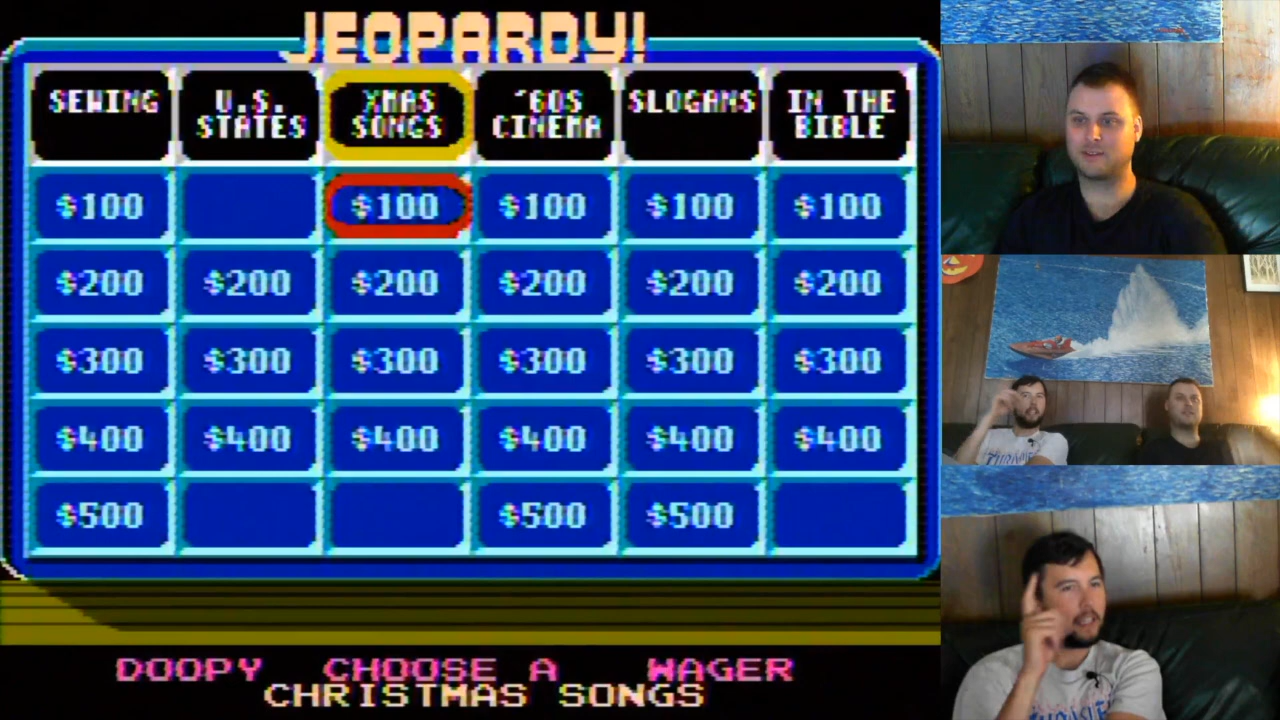 JEOPARDY!
SEWING U.S. STATES XMAS SONGS '60S CINEMA SLOGANS IN THE BIBLE
$100 $100 $100 $100 $100
$200 $200 $200 $200 $200 $200
$300 $300 $300 $300 $300 $300
$400 $400 $400 $400 $400 $400
$500 $500 $500
DOOPY CHOOSE A WAGER
CHRISTMAS SONGS